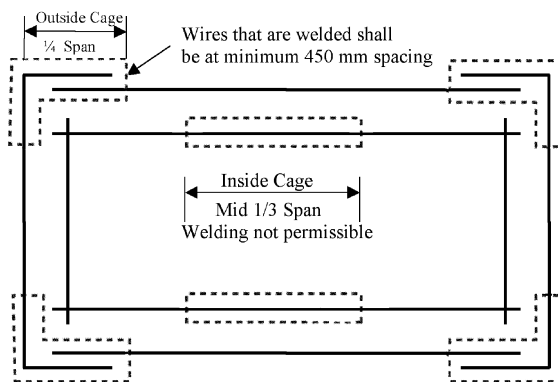 Outside Cage
¼ Span
Wires that are welded shall
be at minimum 450 mm spacing
Inside Cage
Mid 1/3 Span
Welding not permissible